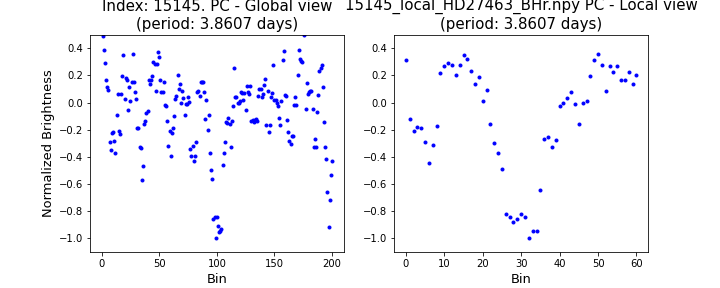 Index: 15145. PC - Global view
(period: 3.8607 days)
15145_local_HD27463_BHr.npy PC - Local view
(period: 3.8607 days)
Normalized Brightness
0.4
0.2
0.0
−0.2
−0.4
−0.6
−0.8
−1.0
0 50 100 150 200
Bin
0.4
0.2
0.0
−0.2
−0.4
−0.6
−0.8
−1.0
0 10 20 30 40 50 60
Bin